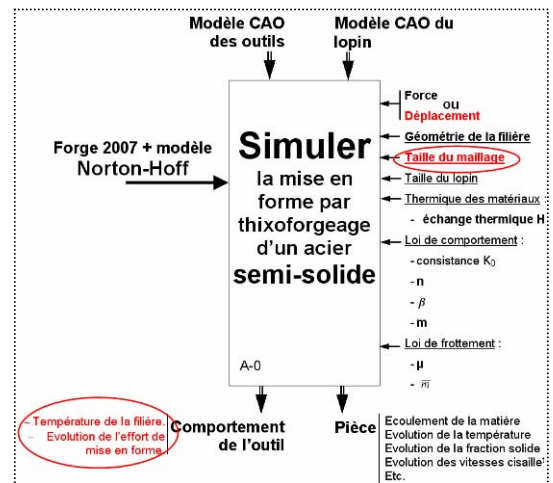 Modèle CAO
des outils
Modèle CAO du
lopin
Force
ou
Déplacement
Géométrie de la filière
Taille du maillage
Taille du lopin
Thermique des matériaux :
- échange thermique H
Loi de comportement :
- consistance K₀
- n
- β
- m
Loi de frottement :
- μ
- m̅
Forge 2007 + modèle
Norton-Hoff
Simuler
la mise en
forme par
thixoforgeage
d'un acier
semi-solide
A-0
– Température de la filière.
– Evolution de l'effort de
mise en forme.
Comportement
de l'outil
Pièce
Ecoulement de la matière
Evolution de la température
Evolution de la fraction solide
Evolution des vitesses cisaillet
Etc.